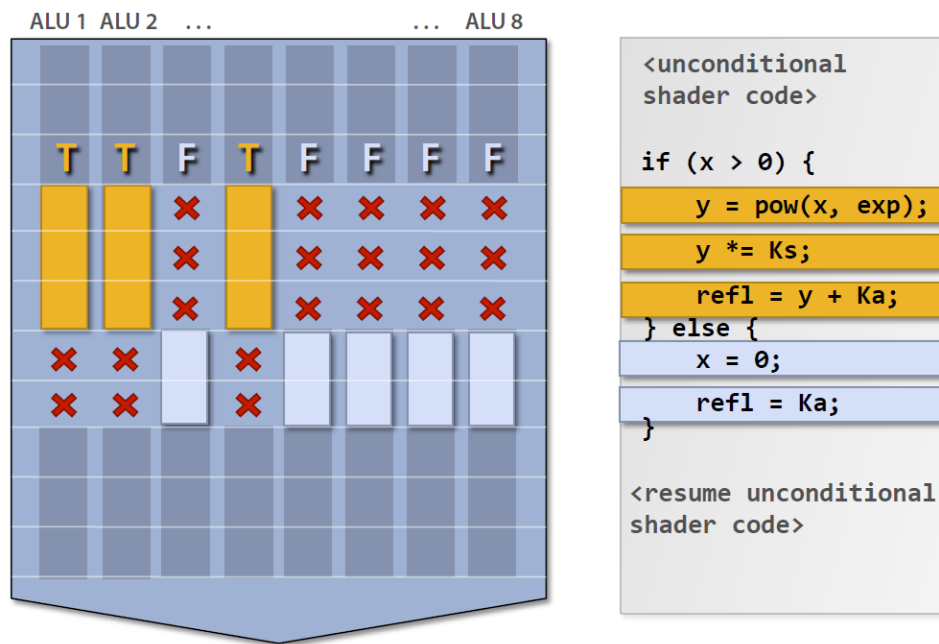 ALU 1 ALU 2 ... ... ALU 8
T T F T F F F F
<unconditional
shader code>
if (x > 0) {
y = pow(x, exp);
y *= Ks;
refl = y + Ka;
} else {
x = 0;
refl = Ka;
}
<resume unconditional
shader code>